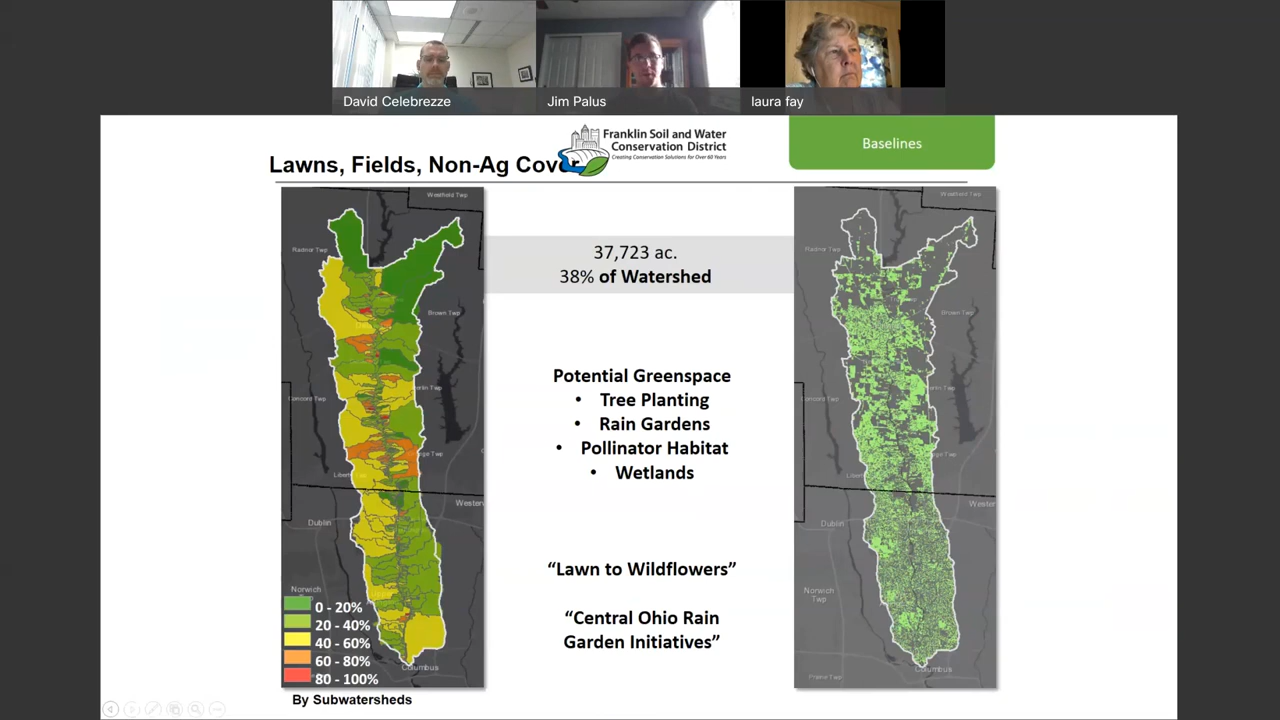 David Celebrezze
Jim Palus
laura fay
Franklin Soil and Water
Conservation District
Creating Conservation Solutions for Over 60 Years
Baselines
Lawns, Fields, Non-Ag Cover
Westfield Twp
Radnor Twp
Brown Twp
Concord Twp
Dublin
Norwich
Twp
Columbus
0 - 20%
20 - 40%
40 - 60%
60 - 80%
80 - 100%
By Subwatersheds
37,723 ac.
38% of Watershed
Potential Greenspace
• Tree Planting
• Rain Gardens
• Pollinator Habitat
• Wetlands
“Lawn to Wildflowers”
“Central Ohio Rain
Garden Initiatives”
Westfield Twp
Radnor Twp
Brown Twp
Concord Twp
Dublin
Norwich
Twp
Columbus